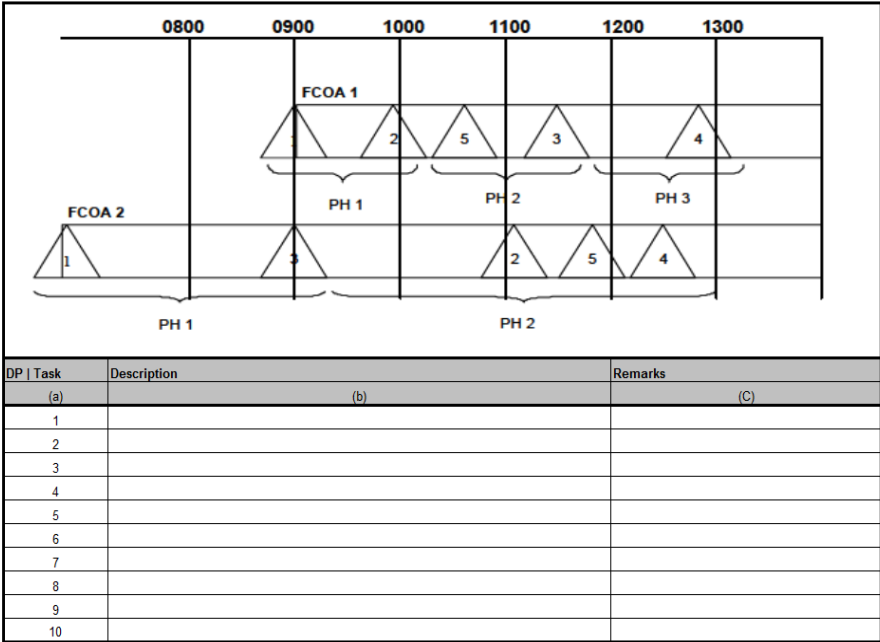 0800 0900 1000 1100 1200 1300
FCOA 1
1 2 5 3 4
PH 1 PH 2 PH 3
FCOA 2
1 3 2 5 4
PH 1 PH 2
DP | Task Description Remarks
(a) (b) (C)
1
2
3
4
5
6
7
8
9
10